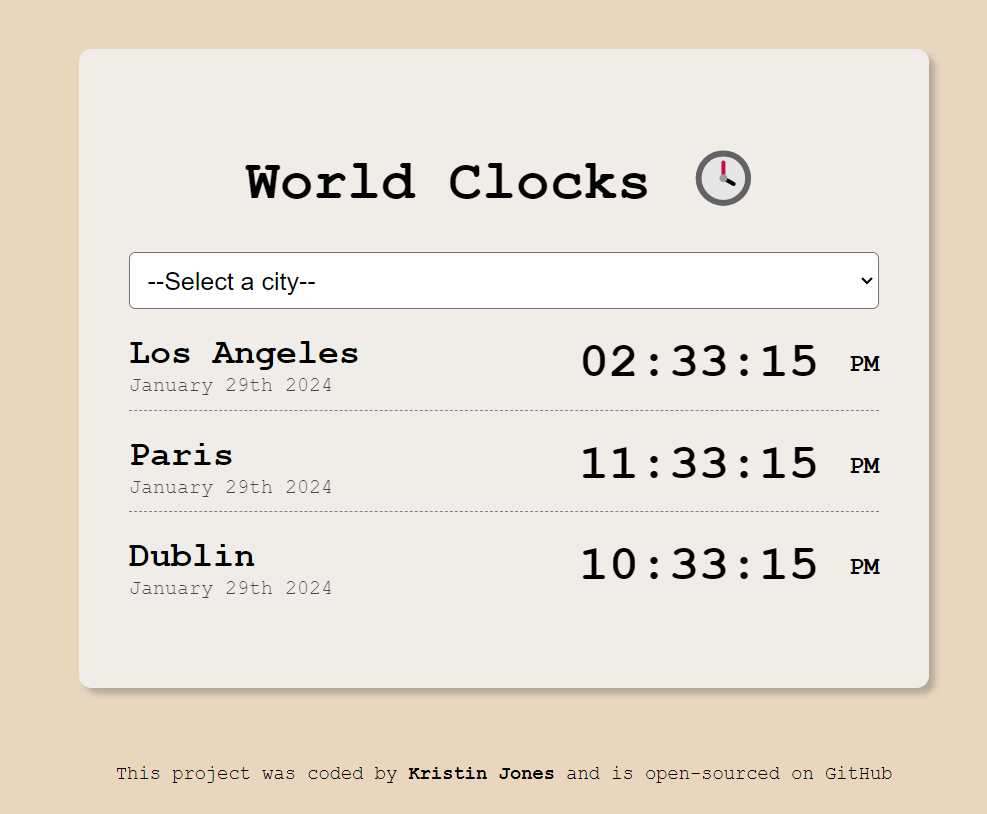 World Clocks
--Select a city--
Los Angeles 02:33:15 PM
January 29th 2024
Paris 11:33:15 PM
January 29th 2024
Dublin 10:33:15 PM
January 29th 2024
This project was coded by Kristin Jones and is open-sourced on GitHub